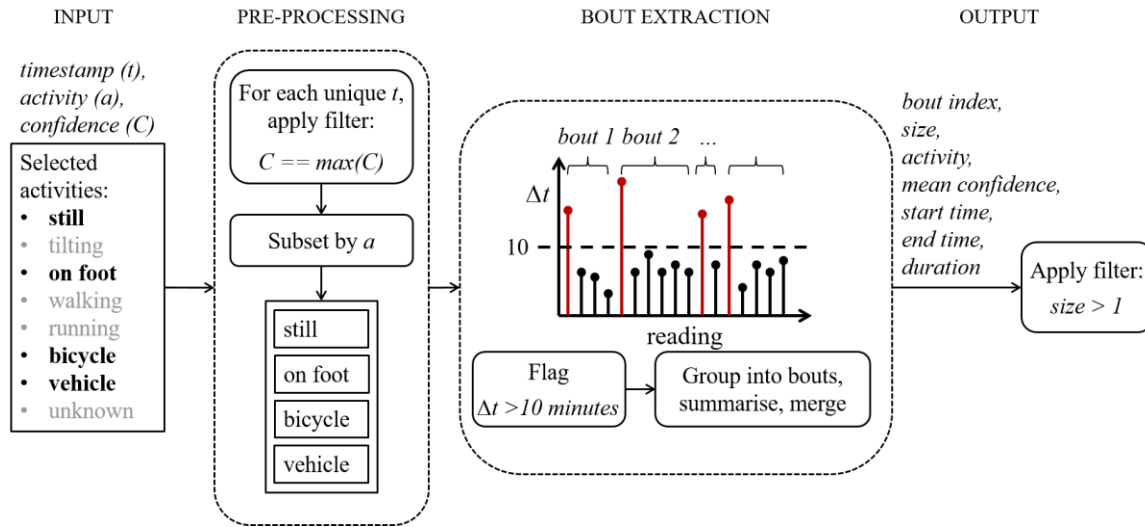 INPUT
PRE-PROCESSING
BOUT EXTRACTION
OUTPUT
timestamp (t),
activity (a),
confidence (C)
Selected
activities:
• still
• tilting
• on foot
• walking
• running
• bicycle
• vehicle
• unknown
For each unique t,
apply filter:
C == max(C)
Subset by a
still
on foot
bicycle
vehicle
bout 1 bout 2 ...
Δt
10
reading
Flag
Δt >10 minutes
Group into bouts,
summarise, merge
bout index,
size,
activity,
mean confidence,
start time,
end time,
duration
Apply filter:
size > 1